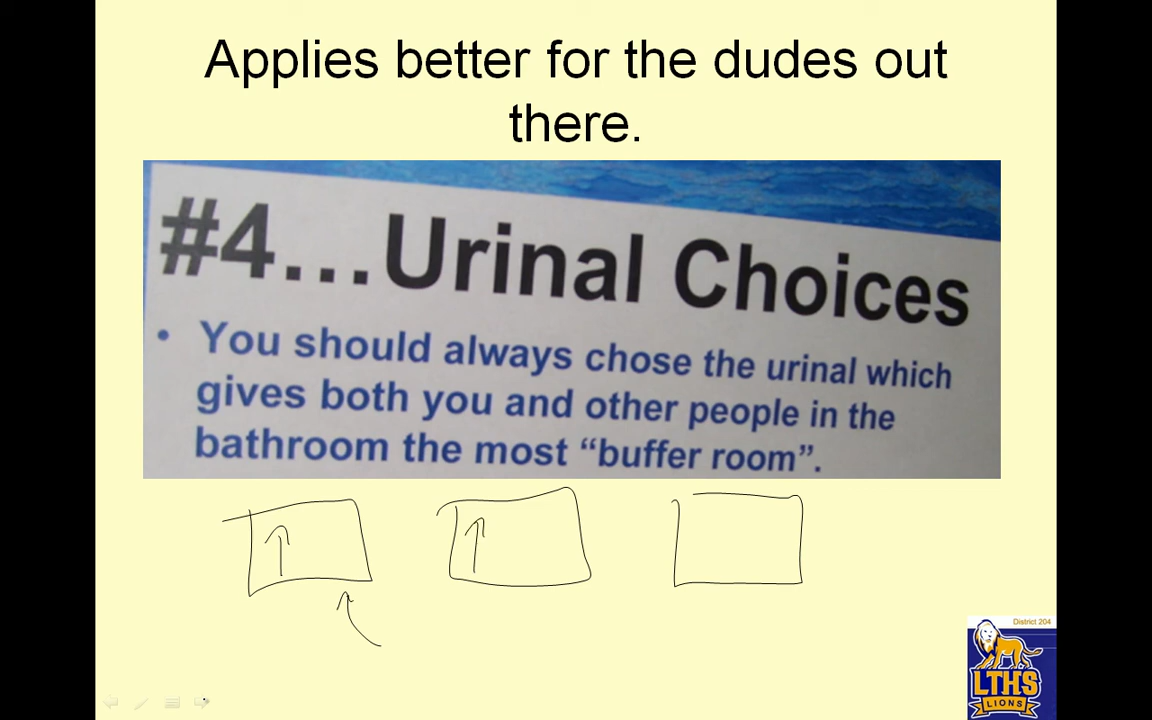 Applies better for the dudes out
there.
#4...Urinal Choices
• You should always chose the urinal which
gives both you and other people in the
bathroom the most “buffer room”.
District 204
LTHS
LIONS